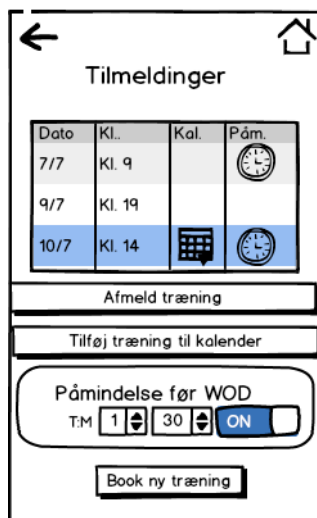 Tilmeldinger
Dato Kl.. Kal. Påm.
7/7 Kl. 9
9/7 Kl. 19
10/7 Kl. 14
Afmeld træning
Tilføj træning til kalender
Påmindelse før WOD
T:M 1 30 ON
Book ny træning